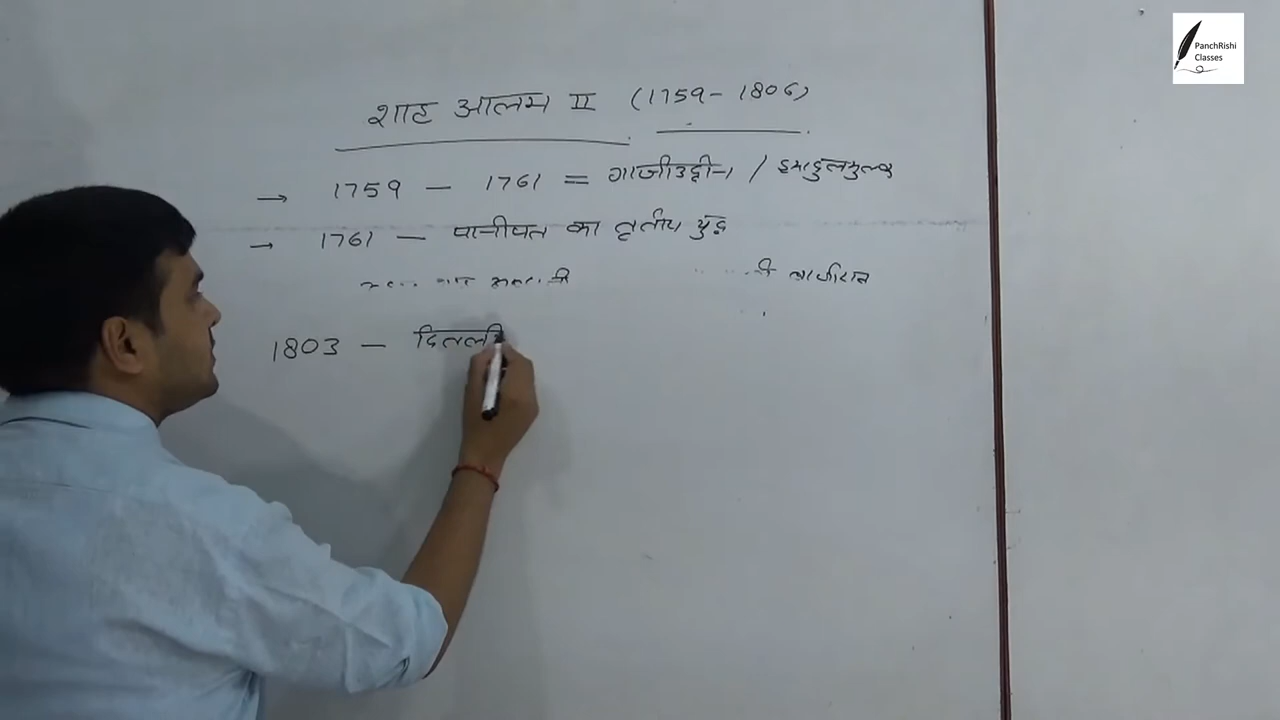 PanchRishi
Classes
शाह आलम II (1759 - 1806)
→ 1759 - 1761 = गाजीउद्दीन / इमादुलमुल्क
→ 1761 - पानीपत का तृतीय युद्ध
1803 - दिल्ली